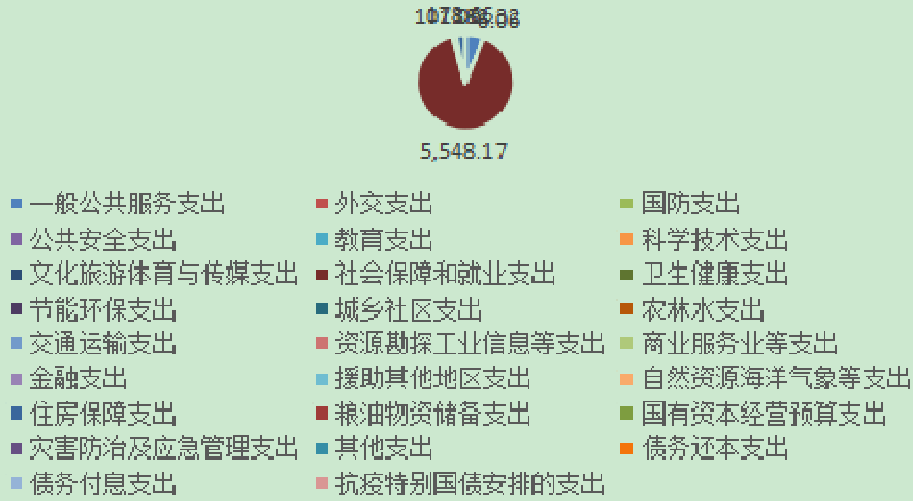 5,548.17
一般公共服务支出 外交支出 国防支出
公共安全支出 教育支出 科学技术支出
文化旅游体育与传媒支出 社会保障和就业支出 卫生健康支出
节能环保支出 城乡社区支出 农林水支出
交通运输支出 资源勘探工业信息等支出 商业服务业等支出
金融支出 援助其他地区支出 自然资源海洋气象等支出
住房保障支出 粮油物资储备支出 国有资本经营预算支出
灾害防治及应急管理支出 其他支出 债务还本支出
债务付息支出 抗疫特别国债安排的支出